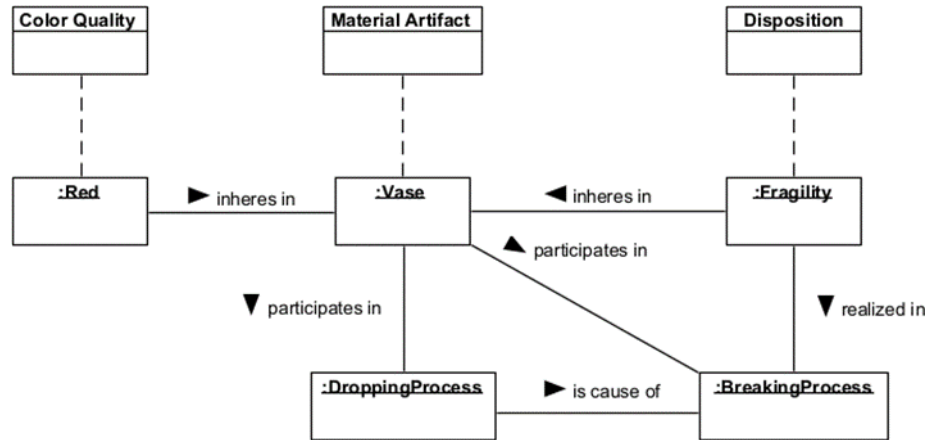 Color Quality
Material Artifact
Disposition
:Red
inheres in
:Vase
inheres in
:Fragility
participates in
participates in
realized in
:DroppingProcess
is cause of
:BreakingProcess